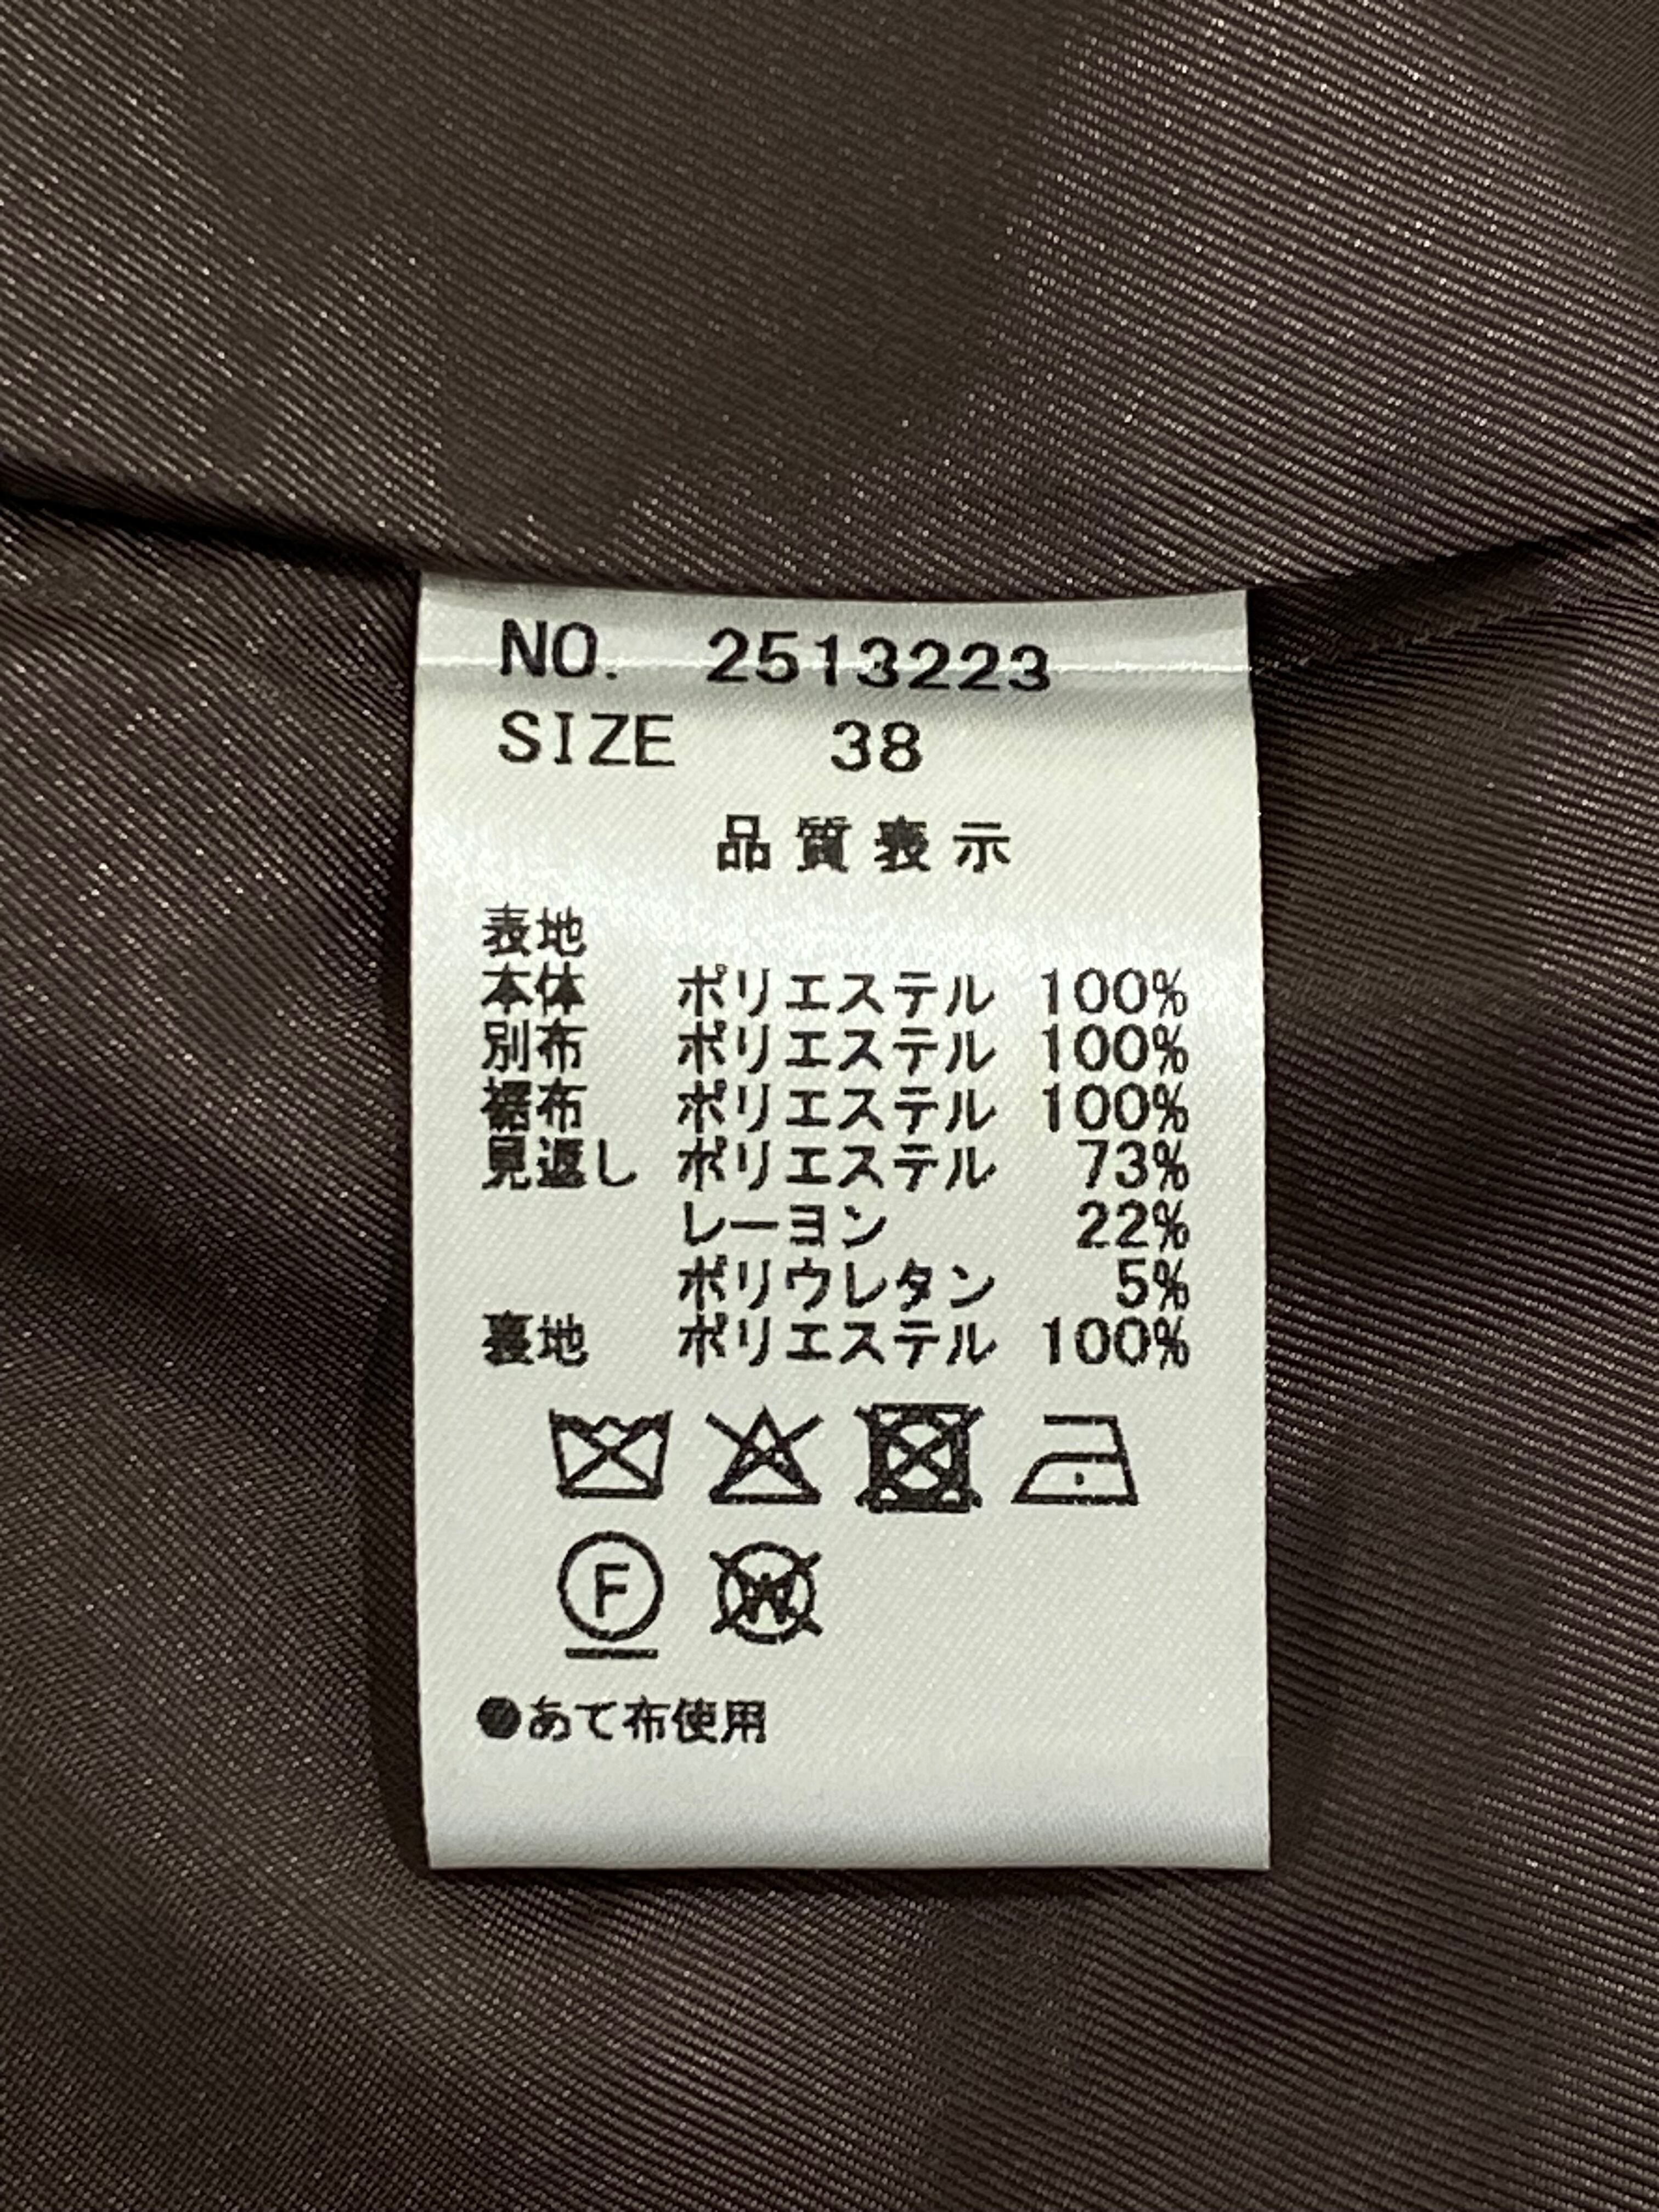 NO. 2513223
SIZE 38
品質表示
表地
本体 ポリエステル 100%
別布 ポリエステル 100%
裾布 ポリエステル 100%
見返し ポリエステル 73%
レーヨン 22%
ポリウレタン 5%
裏地 ポリエステル 100%
F W
●あて布使用